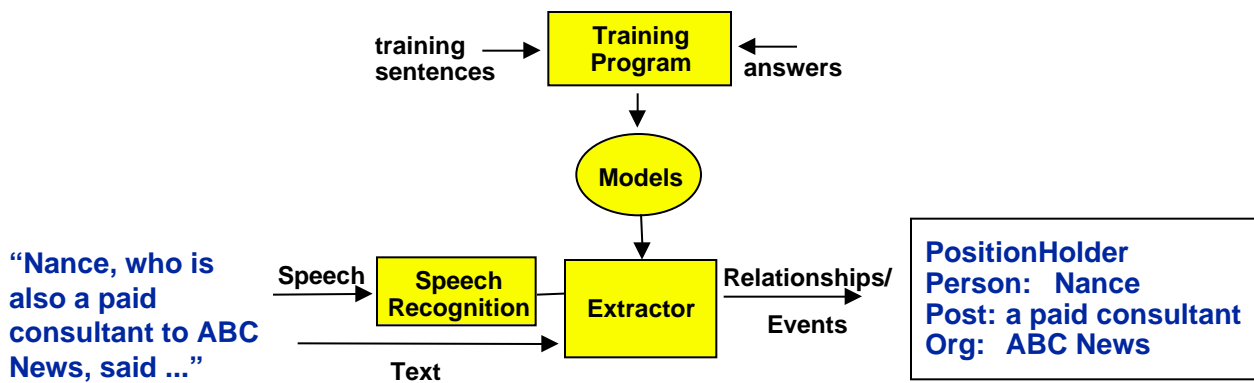 training
sentences
Training
Program
answers
Models
“Nance, who is
also a paid
consultant to ABC
News, said ...”
Speech
Speech
Recognition
Text
Extractor
Relationships/
Events
PositionHolder
Person: Nance
Post: a paid consultant
Org: ABC News